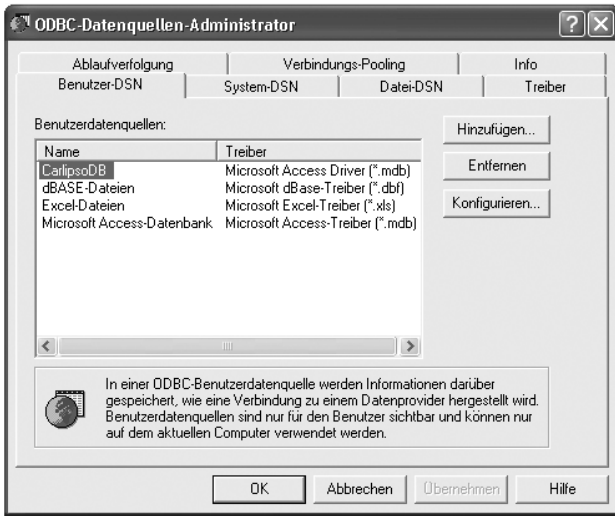 ODBC-Datenquellen-Administrator
Ablaufverfolgung Verbindungs-Pooling Info
Benutzer-DSN System-DSN Datei-DSN Treiber
Benutzerdatenquellen:
Name Treiber
CarlipsoDB Microsoft Access Driver (*.mdb)
dBASE-Dateien Microsoft dBase-Treiber (*.dbf)
Excel-Dateien Microsoft Excel-Treiber (*.xls)
Microsoft Access-Datenbank Microsoft Access-Treiber (*.mdb)
Hinzufügen...
Entfernen
Konfigurieren...
In einer ODBC-Benutzerdatenquelle werden Informationen darüber
gespeichert, wie eine Verbindung zu einem Datenprovider hergestellt wird.
Benutzerdatenquellen sind nur für den Benutzer sichtbar und können nur
auf dem aktuellen Computer verwendet werden.
OK Abbrechen Übernehmen Hilfe